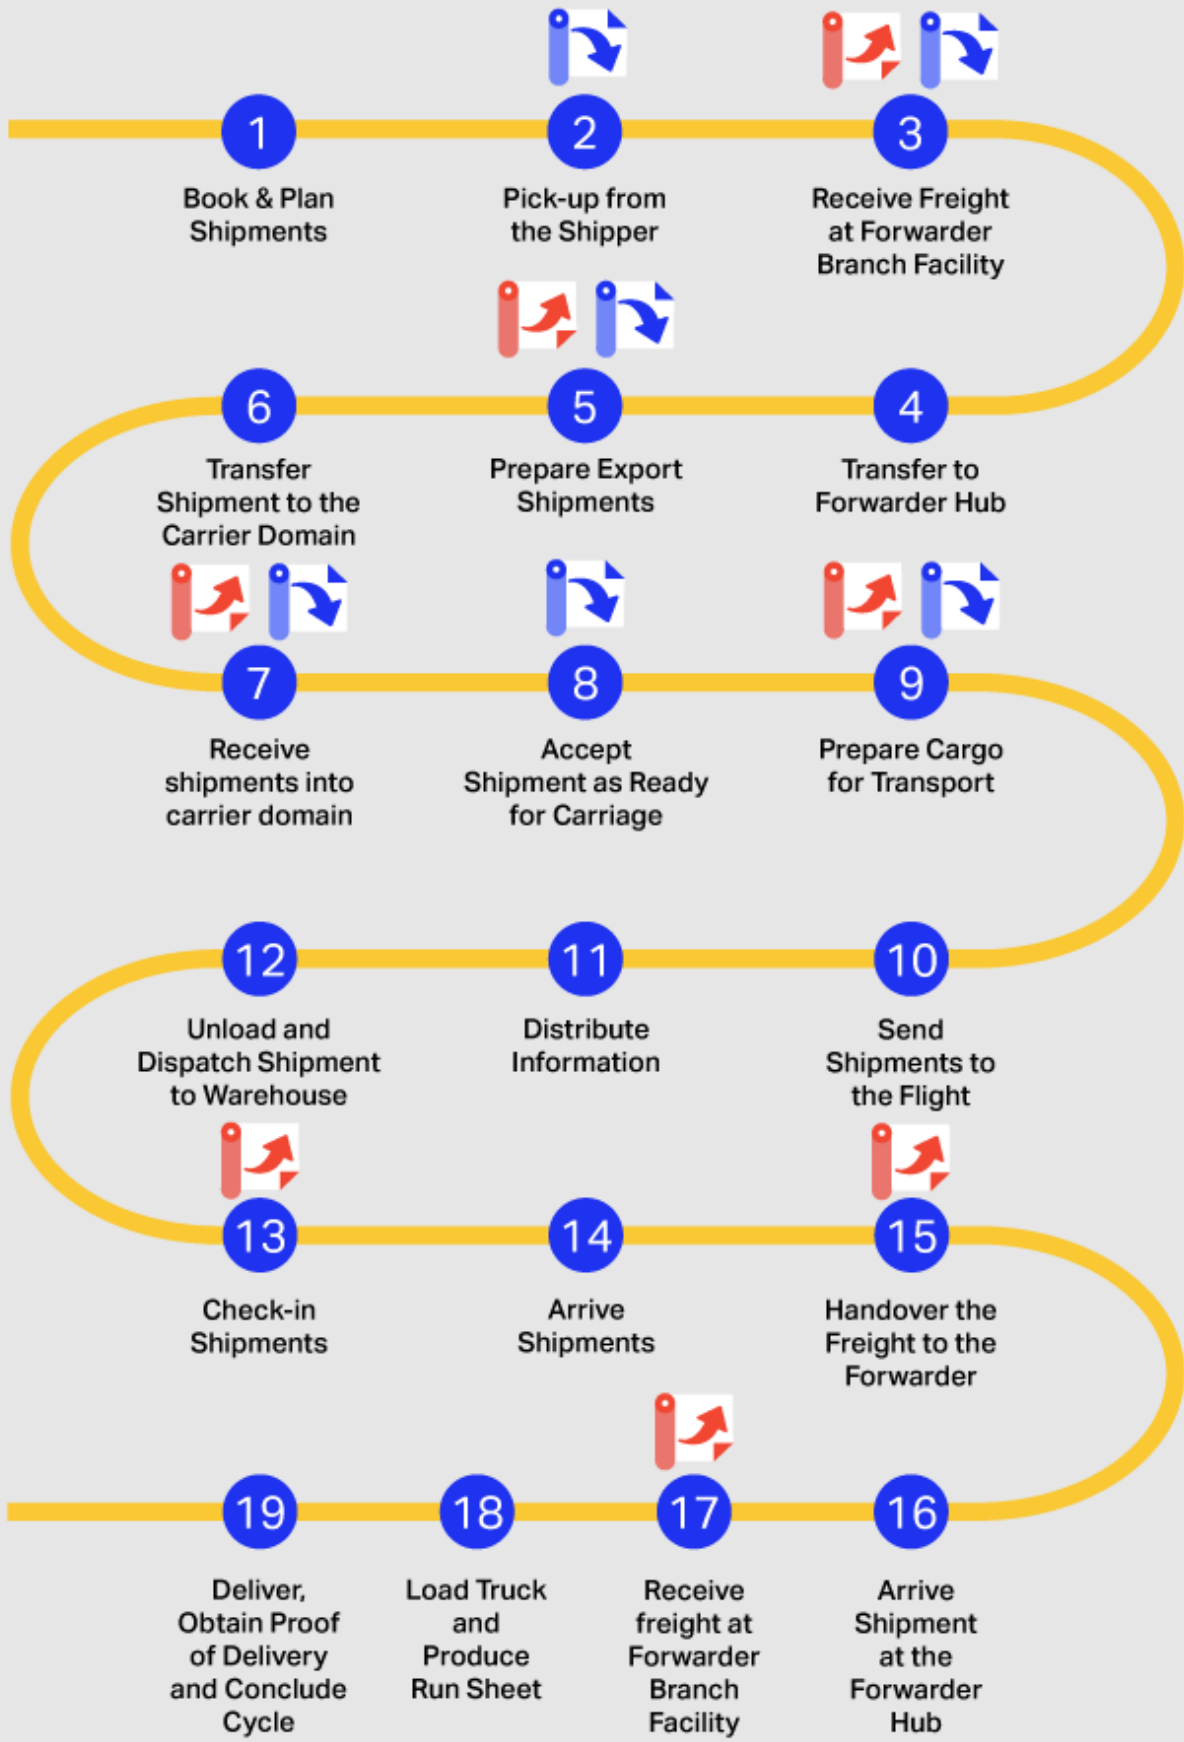 1
Book & Plan
Shipments
2
Pick-up from
the Shipper
3
Receive Freight
at Forwarder
Branch Facility
4
Transfer to
Forwarder Hub
5
Prepare Export
Shipments
6
Transfer
Shipment to the
Carrier Domain
7
Receive
shipments into
carrier domain
8
Accept
Shipment as Ready
for Carriage
9
Prepare Cargo
for Transport
10
Send
Shipments to
the Flight
11
Distribute
Information
12
Unload and
Dispatch Shipment
to Warehouse
13
Check-in
Shipments
14
Arrive
Shipments
15
Handover the
Freight to the
Forwarder
16
Arrive
Shipment
at the
Forwarder
Hub
17
Receive
freight at
Forwarder
Branch
Facility
18
Load Truck
and
Produce
Run Sheet
19
Deliver,
Obtain Proof
of Delivery
and Conclude
Cycle